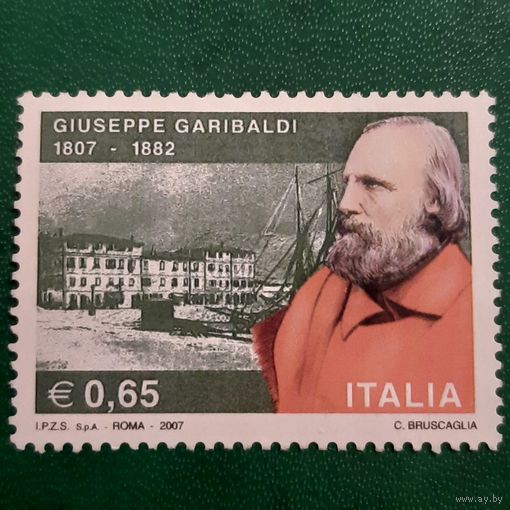 GIUSEPPE GARIBALDI
1807 - 1882
€ 0,65
ITALIA
I.P.Z.S. S.p.A. - ROMA - 2007
C. BRUSCAGLIA
www.ay.by